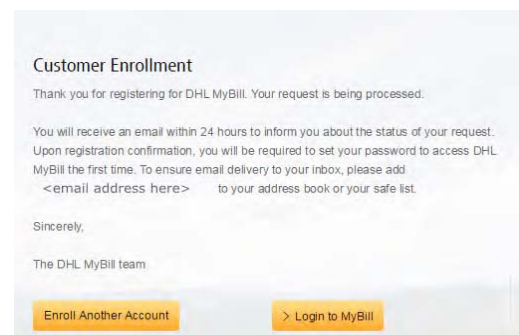 Customer Enrollment
Thank you for registering for DHL MyBill. Your request is being processed.
You will receive an email within 24 hours to inform you about the status of your request.
Upon registration confirmation, you will be required to set your password to access DHL
MyBill the first time. To ensure email delivery to your inbox, please add
<email address here> to your address book or your safe list.
Sincerely,
The DHL MyBill team
Enroll Another Account > Login to MyBill